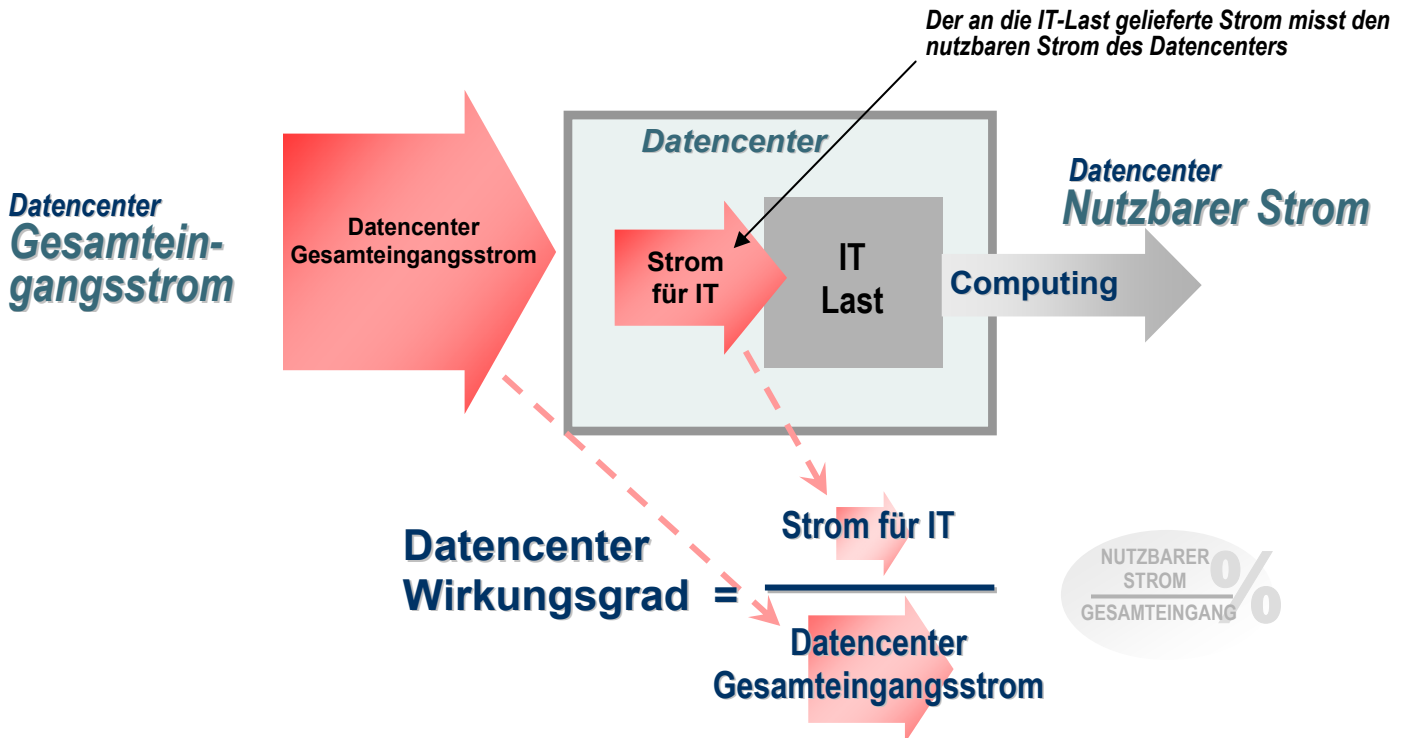 Der an die IT-Last gelieferte Strom misst den
nutzbaren Strom des Datencenters
Datencenter
Gesamtein-
gangsstrom
Datencenter
Gesamteingangsstrom
Datencenter
Strom
für IT
IT
Last
Computing
Datencenter
Nutzbarer Strom
Datencenter
Wirkungsgrad =
Strom für IT
Datencenter
Gesamteingangsstrom
NUTZBARER
STROM
GESAMTEINGANG
%